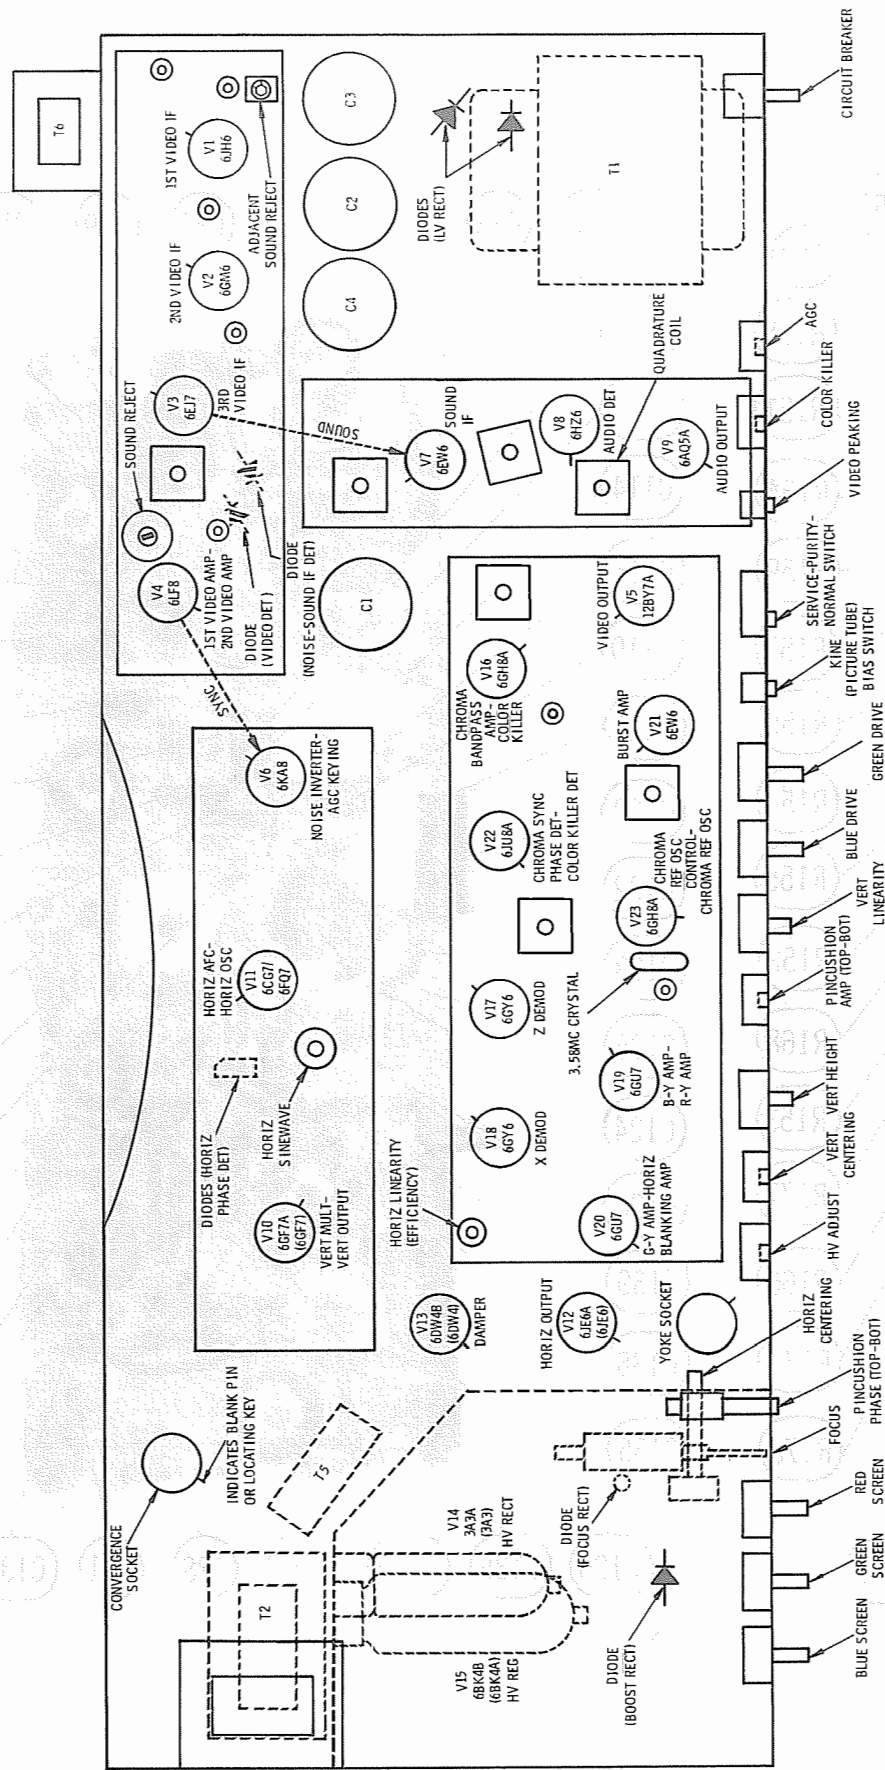 T6
1ST VIDEO IF
V1
6JH6
ADJACENT
SOUND REJECT
2ND VIDEO IF
V2
6GM6
SOUND REJECT
V3
6EJ7
3RD
VIDEO IF
V4
6LF8
1ST VIDEO AMP-
2ND VIDEO AMP
DIODE
(VIDEO DET)
DIODE
(NOISE-SOUND IF DET)
SOUND
SYNC
C3
C2
C4
C1
DIODES
(LV RECT)
T1
CIRCUIT BREAKER
V7
6EW6
SOUND
IF
V8
6HZ6
AUDIO DET
QUADRATURE
COIL
V9
6AQ5A
AUDIO OUTPUT
AGC
COLOR KILLER
VIDEO PEAKING
V6
6KA8
NOISE INVERTER-
AGC KEYING
HORIZ AFC-
HORIZ OSC
V11
6CG7/
6FQ7
DIODES (HORIZ
PHASE DET)
HORIZ
SINEWAVE
V10
6GF7A
(6GF7)
VERT MULT-
VERT OUTPUT
V16
6GH8A
CHROMA
BANDPASS
AMP-
COLOR
KILLER
VIDEO OUTPUT
V5
12BY7A
BURST AMP
V21
6EW6
V22
6JU8A
CHROMA SYNC
PHASE DET-
COLOR KILLER DET
V23
6GH8A
CHROMA
REF OSC
CONTROL-
CHROMA REF OSC
3.58MC CRYSTAL
V17
6GY6
Z DEMOD
V18
6GY6
X DEMOD
V19
6GU7
B-Y AMP-
R-Y AMP
V20
6GU7
G-Y AMP-HORIZ
BLANKING AMP
HORIZ LINEARITY
(EFFICIENCY)
SERVICE-PURITY-
NORMAL SWITCH
KINE
(PICTURE TUBE)
BIAS SWITCH
GREEN DRIVE
BLUE DRIVE
VERT
LINEARITY
PINCUSHION
AMP (TOP-BOT)
VERT HEIGHT
VERT
CENTERING
HV ADJUST
V13
6DW4B
(6DW4)
DAMPER
HORIZ OUTPUT
V12
6JE6A
(6JE6)
YOKE SOCKET
HORIZ
CENTERING
PINCUSHION
PHASE (TOP-BOT)
FOCUS
CONVERGENCE
SOCKET
INDICATES BLANK PIN
OR LOCATING KEY
T5
T2
V14
3A3A
(3A3)
HV RECT
V15
6BK4B
(6BK4A)
HV REG
DIODE
(FOCUS RECT)
DIODE
(BOOST RECT)
RED
SCREEN
GREEN
SCREEN
BLUE SCREEN